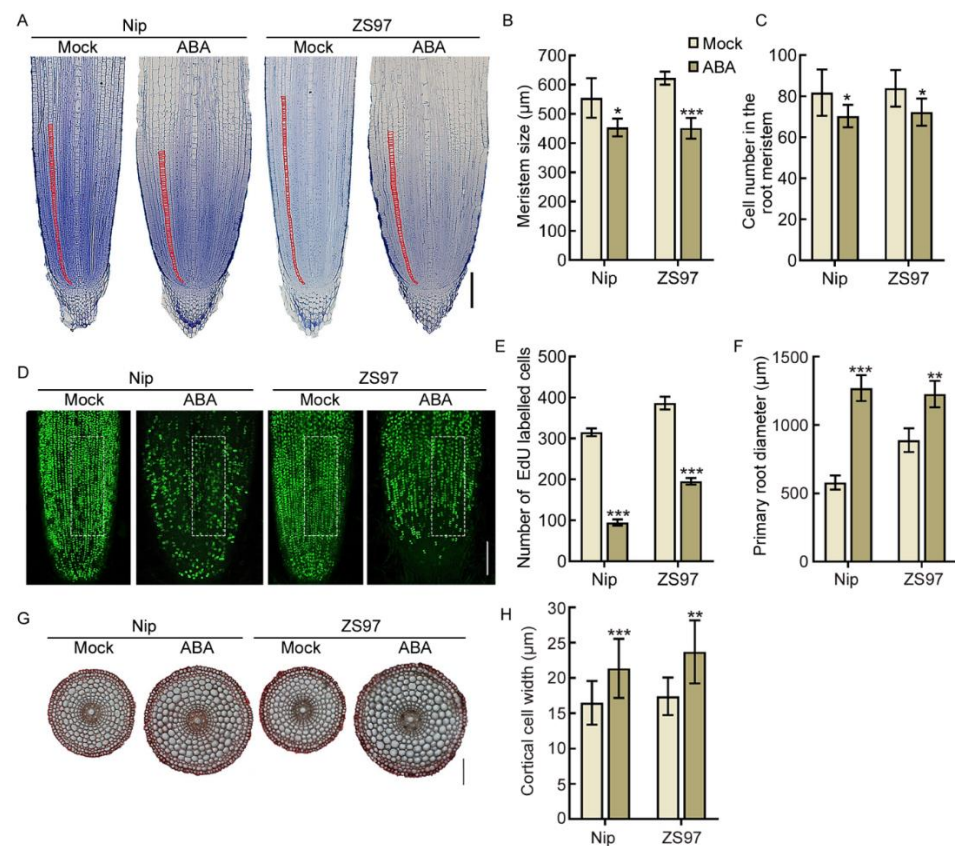 A
Nip ZS97
Mock ABA Mock ABA
B
Meristem size (μm)
700
600
500
400
300
200
100
0
* ***
Nip ZS97
C
Mock
ABA
Cell number in the
root meristem
100
80
60
40
20
0
* *
Nip ZS97
D
Nip ZS97
Mock ABA Mock ABA
E
Number of EdU labelled cells
500
400
300
200
100
0
*** ***
Nip ZS97
F
Primary root diameter (μm)
1500
1000
500
0
*** **
Nip ZS97
G
Nip ZS97
Mock ABA Mock ABA
H
Cortical cell width (μm)
30
25
20
15
10
5
0
*** **
Nip ZS97